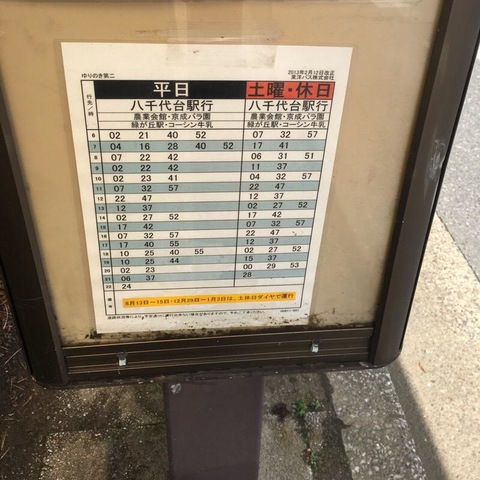 ゆりのき第二
2013年2月12日改正
東洋バス株式会社
行先/時 平日 土曜・休日
八千代台駅行 八千代台駅行
農業会館・京成バラ園 農業会館・京成バラ園
緑が丘駅・コーシン牛乳 緑が丘駅・コーシン牛乳
6 02 21 40 52 07 32 57
7 04 16 28 40 52 17 41
8 07 22 42 06 31 51
9 02 22 42 11 37
10 02 23 41 04 32 57
11 07 32 57 22 47
12 22 47 12 37
13 12 37 02 27 52
14 02 27 52 17 42
15 17 42 07 32 57
16 07 32 57 22 47
17 17 40 55 12 37
18 10 25 40 55 02 27 52
19 10 25 44 15 37
20 02 23 00 29 53
21 06 37 28
22 24
8月13日～15日・12月29日～1月3日は、土休日ダイヤで運行